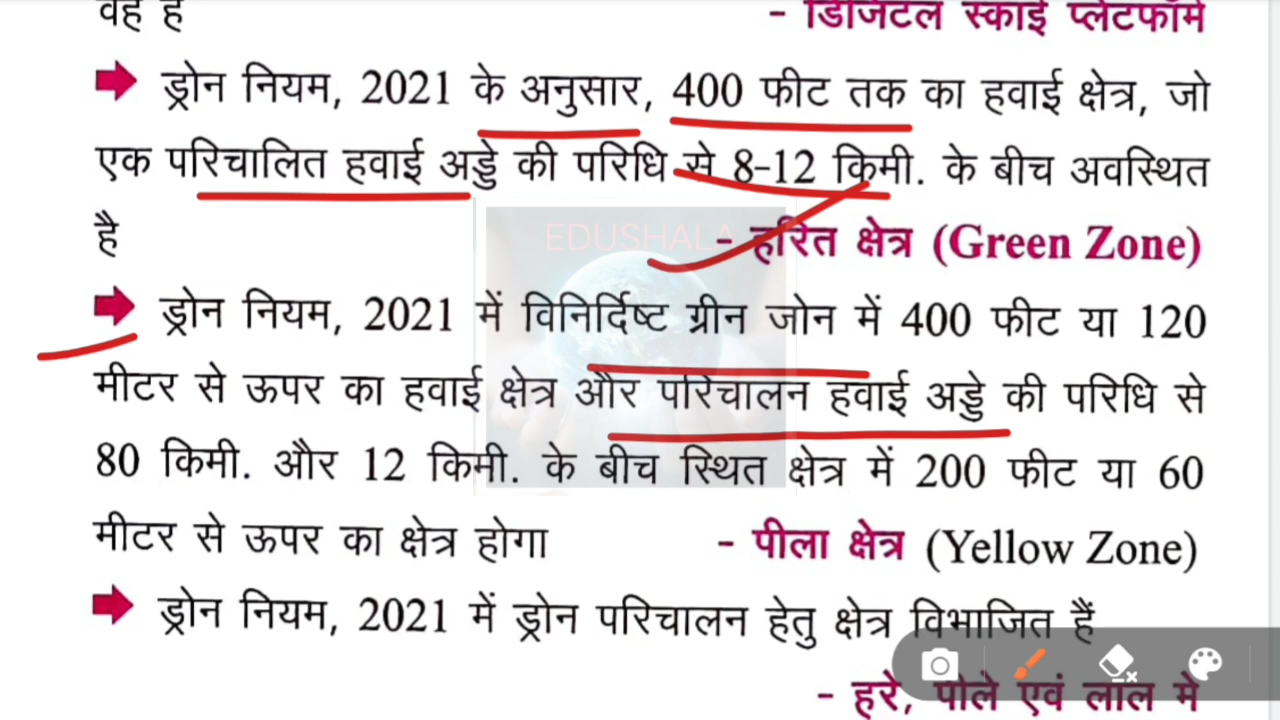 वह है - डिजिटल स्काई प्लेटफॉर्म
ड्रोन नियम, 2021 के अनुसार, 400 फीट तक का हवाई क्षेत्र, जो
एक परिचालित हवाई अड्डे की परिधि से 8-12 किमी. के बीच अवस्थित
है - हरित क्षेत्र (Green Zone)
EDUSHALA
ड्रोन नियम, 2021 में विनिर्दिष्ट ग्रीन जोन में 400 फीट या 120
मीटर से ऊपर का हवाई क्षेत्र और परिचालन हवाई अड्डे की परिधि से
80 किमी. और 12 किमी. के बीच स्थित क्षेत्र में 200 फीट या 60
मीटर से ऊपर का क्षेत्र होगा - पीला क्षेत्र (Yellow Zone)
ड्रोन नियम, 2021 में ड्रोन परिचालन हेतु क्षेत्र विभाजित हैं
- हरे, पीले एवं लाल में